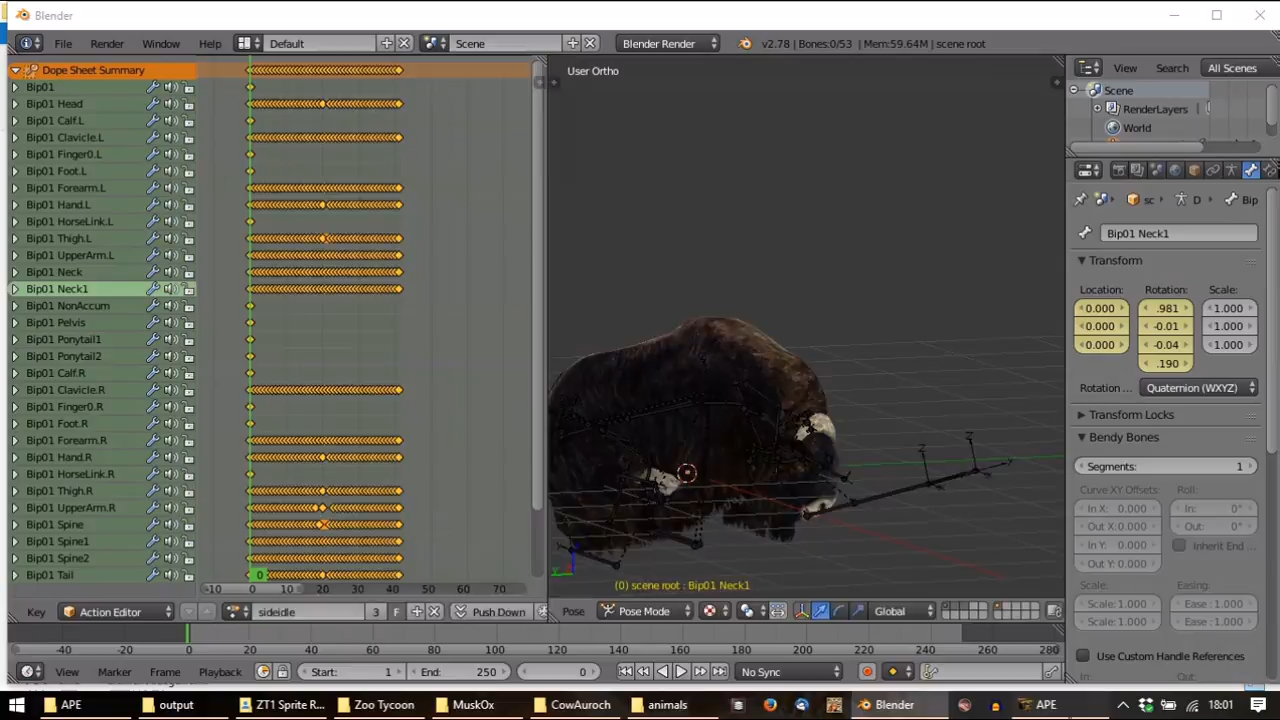 Blender
File Render Window Help Default Scene Blender Render v2.78 | Bones:0/53 | Mem:59.64M | scene root
Dope Sheet Summary
Bip01
Bip01 Head
Bip01 Calf.L
Bip01 Clavicle.L
Bip01 Finger0.L
Bip01 Foot.L
Bip01 Forearm.L
Bip01 Hand.L
Bip01 HorseLink.L
Bip01 Thigh.L
Bip01 UpperArm.L
Bip01 Neck
Bip01 Neck1
Bip01 NonAccum
Bip01 Pelvis
Bip01 Ponytail1
Bip01 Ponytail2
Bip01 Calf.R
Bip01 Clavicle.R
Bip01 Finger0.R
Bip01 Foot.R
Bip01 Forearm.R
Bip01 Hand.R
Bip01 HorseLink.R
Bip01 Thigh.R
Bip01 UpperArm.R
Bip01 Spine
Bip01 Spine1
Bip01 Spine2
Bip01 Tail
0
-10 10 20 30 40 50 60 70
Key Action Editor sideidle 3 F Push Down
User Ortho
Z Z
(0) scene root : Bip01 Neck1
Pose Pose Mode Global
View Search All Scenes
Scene
RenderLayers
World
sc D Bip
Bip01 Neck1
Transform
Location: Rotation: Scale:
0.000 .981 1.000
0.000 -0.01 1.000
0.000 -0.04 1.000
.190
Rotation ... Quaternion (WXYZ)
Transform Locks
Bendy Bones
Segments: 1
Curve XY Offsets: Roll:
In X: 0.000 In: 0°
Out X: 0.000 Out: 0°
In Y: 0.000 Inherit End ...
Out Y: 0.000
Scale: Easing:
Scale: 1.000 Ease : 1.000
Scale: 1.000 Ease : 1.000
Use Custom Handle References
In:
-40 -20 0 20 40 60 80 100 120 140 160 180 200 220 240 260 280
View Marker Frame Playback Start: 1 End: 250 0 No Sync
APE output ZT1 Sprite R... Zoo Tycoon MuskOx CowAuroch animals Blender APE 18:01